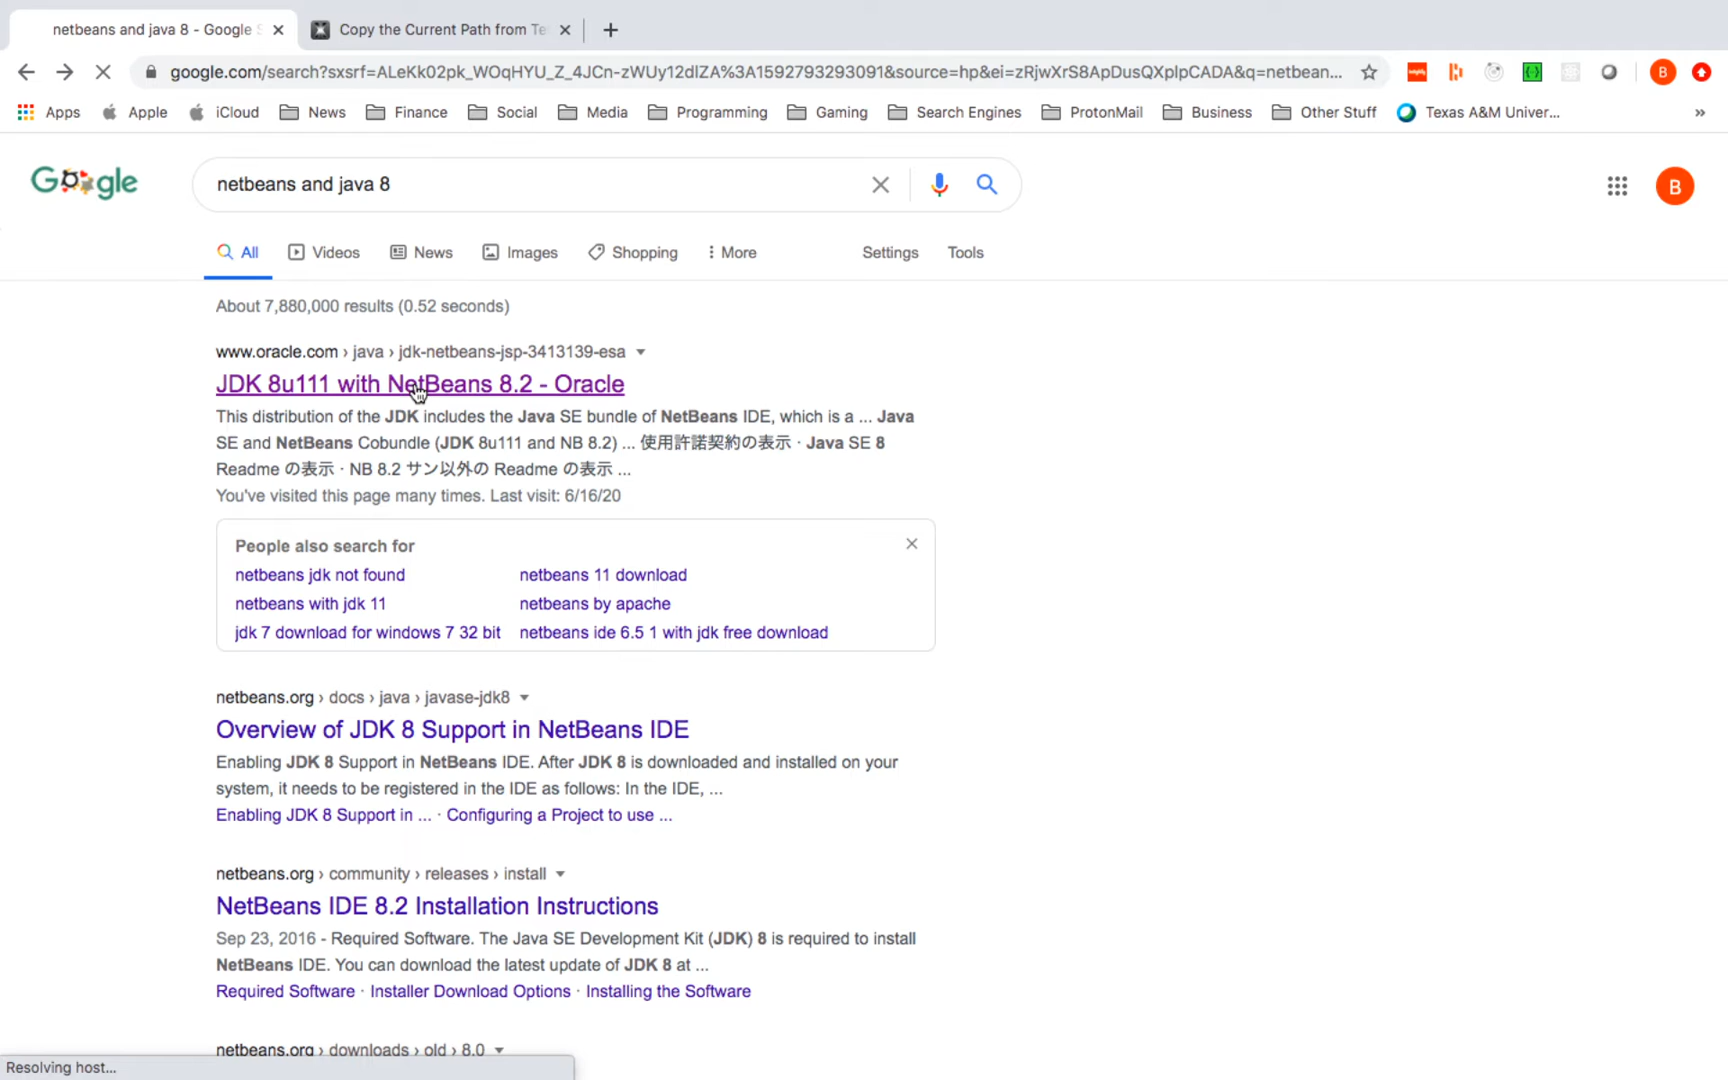 netbeans and java 8 - Google S
Copy the Current Path from Te
google.com/search?sxsrf=ALeKk02pk_WOqHYU_Z_4JCn-zWUy12dlZA%3A1592793293091&source=hp&ei=zRjwXrS8ApDusQXplpCADA&q=netbean...
B
Apps
Apple
iCloud
News
Finance
Social
Media
Programming
Gaming
Search Engines
ProtonMail
Business
Other Stuff
Texas A&M Univer...
»
Google
netbeans and java 8
B
All
Videos
News
Images
Shopping
More
Settings
Tools
About 7,880,000 results (0.52 seconds)
www.oracle.com › java › jdk-netbeans-jsp-3413139-esa
JDK 8u111 with NetBeans 8.2 - Oracle
This distribution of the JDK includes the Java SE bundle of NetBeans IDE, which is a ... Java
SE and NetBeans Cobundle (JDK 8u111 and NB 8.2) ... 使用許諾契約の表示 · Java SE 8
Readme の表示 · NB 8.2 サン以外の Readme の表示 ...
You've visited this page many times. Last visit: 6/16/20
People also search for
netbeans jdk not found
netbeans 11 download
netbeans with jdk 11
netbeans by apache
jdk 7 download for windows 7 32 bit
netbeans ide 6.5 1 with jdk free download
netbeans.org › docs › java › javase-jdk8
Overview of JDK 8 Support in NetBeans IDE
Enabling JDK 8 Support in NetBeans IDE. After JDK 8 is downloaded and installed on your
system, it needs to be registered in the IDE as follows: In the IDE, ...
Enabling JDK 8 Support in ... · Configuring a Project to use ...
netbeans.org › community › releases › install
NetBeans IDE 8.2 Installation Instructions
Sep 23, 2016 - Required Software. The Java SE Development Kit (JDK) 8 is required to install
NetBeans IDE. You can download the latest update of JDK 8 at ...
Required Software · Installer Download Options · Installing the Software
netbeans.org › downloads › old › 8.0
Resolving host...